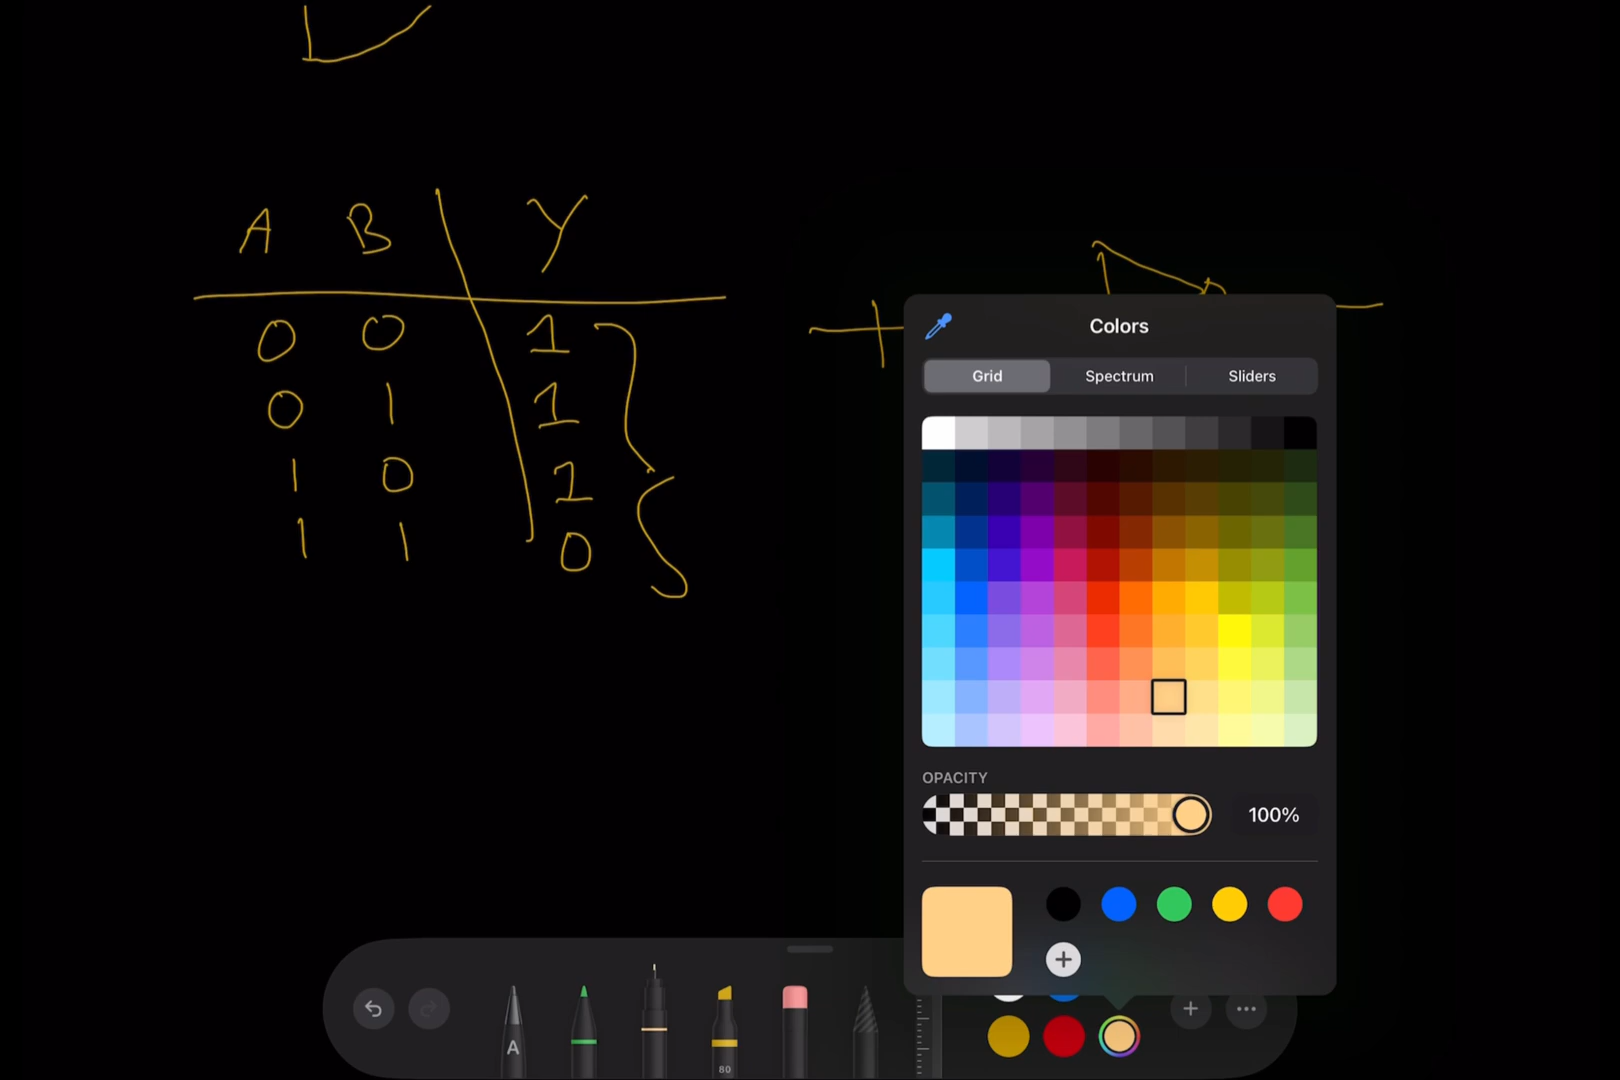 A B Y
0 0 1
0 1 1
1 0 1
1 1 0
Colors
Grid Spectrum Sliders
OPACITY
100%
A
80